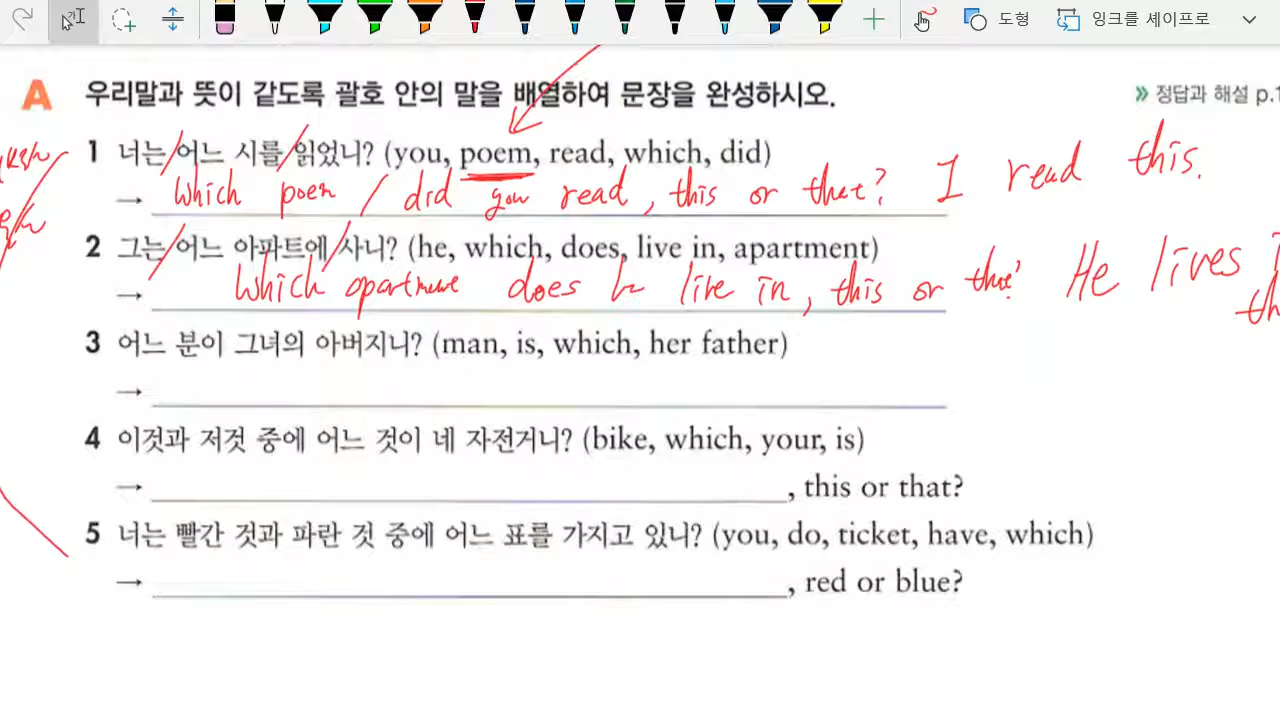 도형
잉크를 셰이프로
A 우리말과 뜻이 같도록 괄호 안의 말을 배열하여 문장을 완성하시오.
정답과 해설 p.1
1 너는 어느 시를 읽었니? (you, poem, read, which, did)
→ Which poem / did you read, this or that? I read this.
2 그는 어느 아파트에 사니? (he, which, does, live in, apartment)
→ Which apartment does he live in, this or that? He lives
3 어느 분이 그녀의 아버지니? (man, is, which, her father)
→
4 이것과 저것 중에 어느 것이 네 자전거니? (bike, which, your, is)
→ , this or that?
5 너는 빨간 것과 파란 것 중에 어느 표를 가지고 있니? (you, do, ticket, have, which)
→ , red or blue?